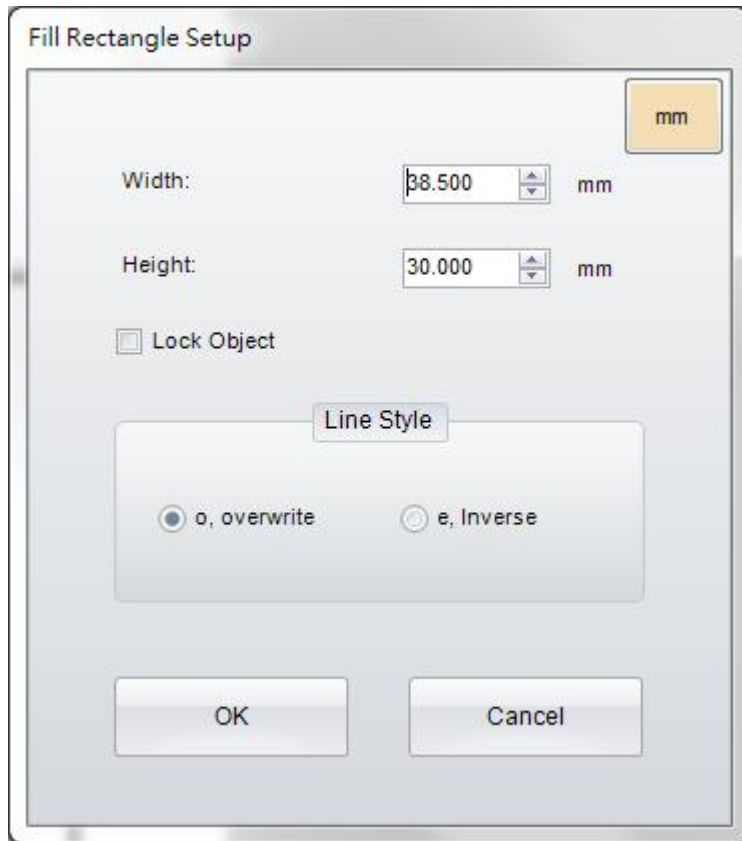 Fill Rectangle Setup
mm
Width: 38.500 mm
Height: 30.000 mm
Lock Object
Line Style
o, overwrite e, Inverse
OK Cancel